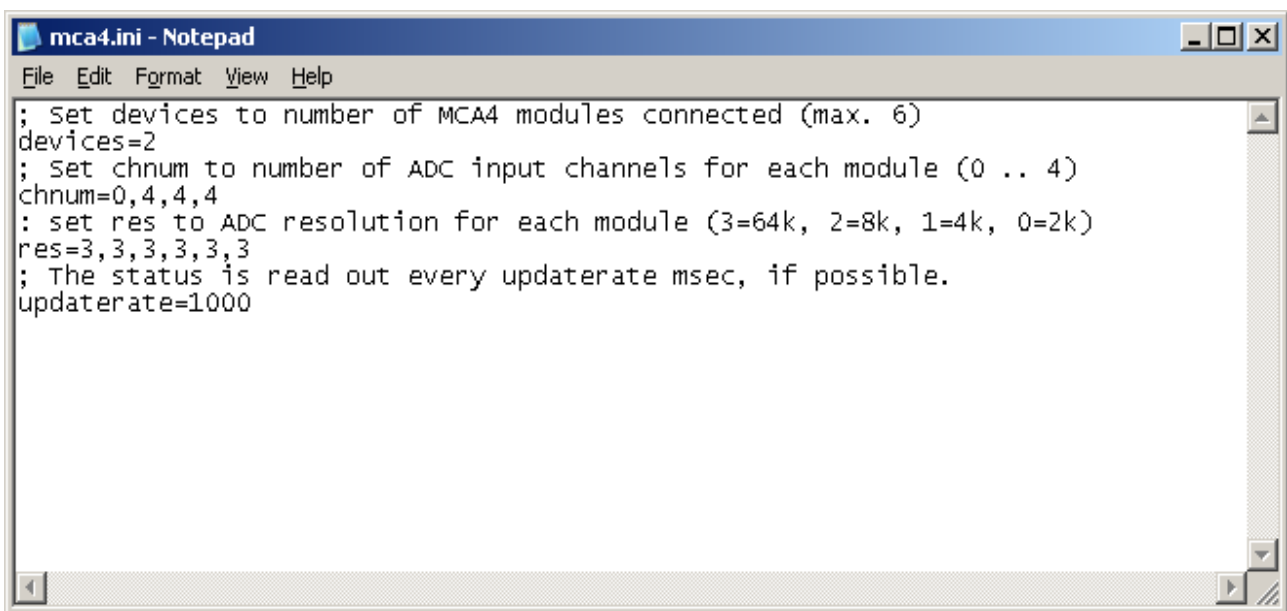 mca4.ini - Notepad
File Edit Format View Help
; Set devices to number of MCA4 modules connected (max. 6)
devices=2
; Set chnum to number of ADC input channels for each module (0 .. 4)
chnum=0,4,4,4
: set res to ADC resolution for each module (3=64k, 2=8k, 1=4k, 0=2k)
res=3,3,3,3,3,3
; The status is read out every updaterate msec, if possible.
updaterate=1000